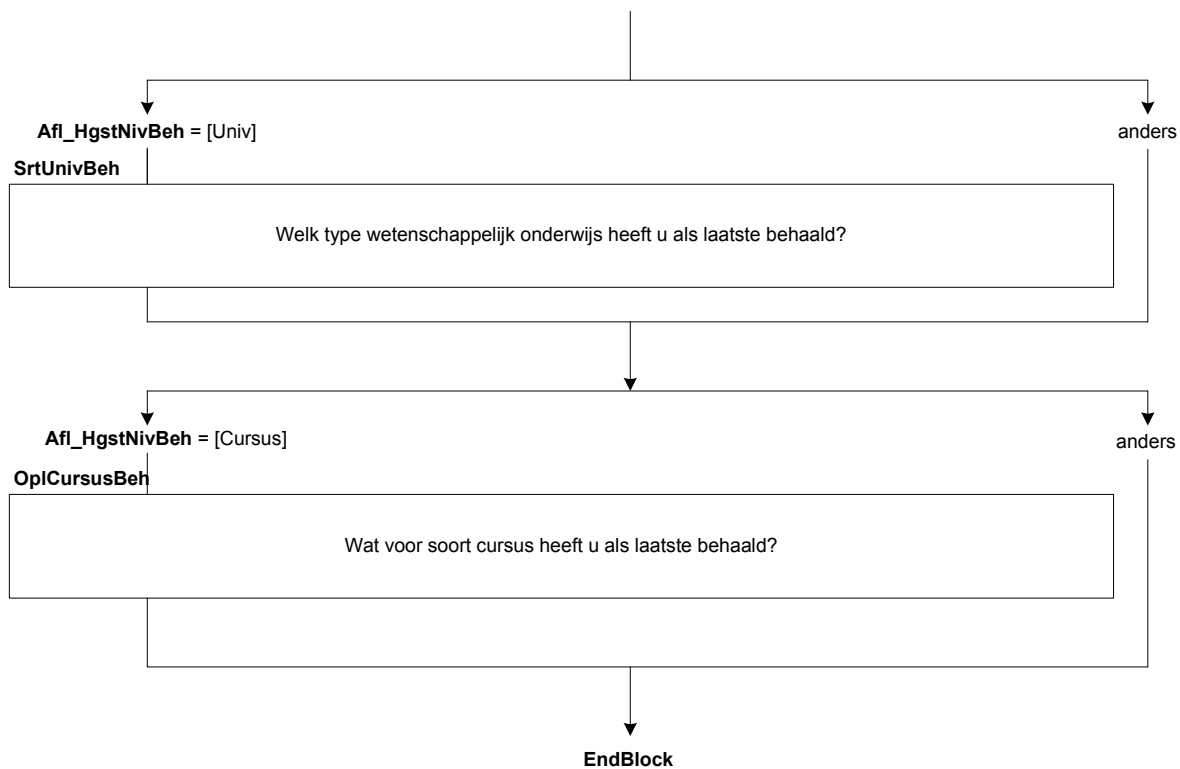 Afl_HgstNivBeh = [Univ]
anders
SrtUnivBeh
Welk type wetenschappelijk onderwijs heeft u als laatste behaald?
Afl_HgstNivBeh = [Cursus]
anders
OplCursusBeh
Wat voor soort cursus heeft u als laatste behaald?
EndBlock